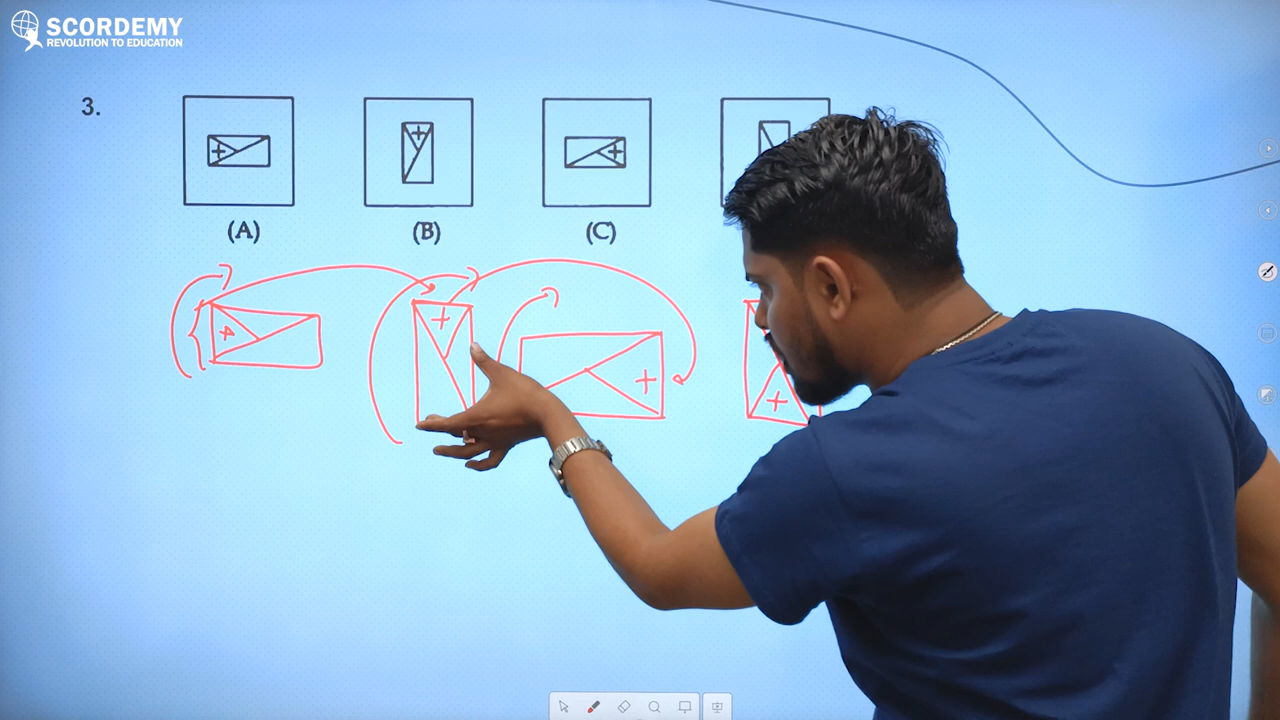 SCORDEMY
REVOLUTION TO EDUCATION
3.
+
+
+
(A)
(B)
(C)
+
+
+
+